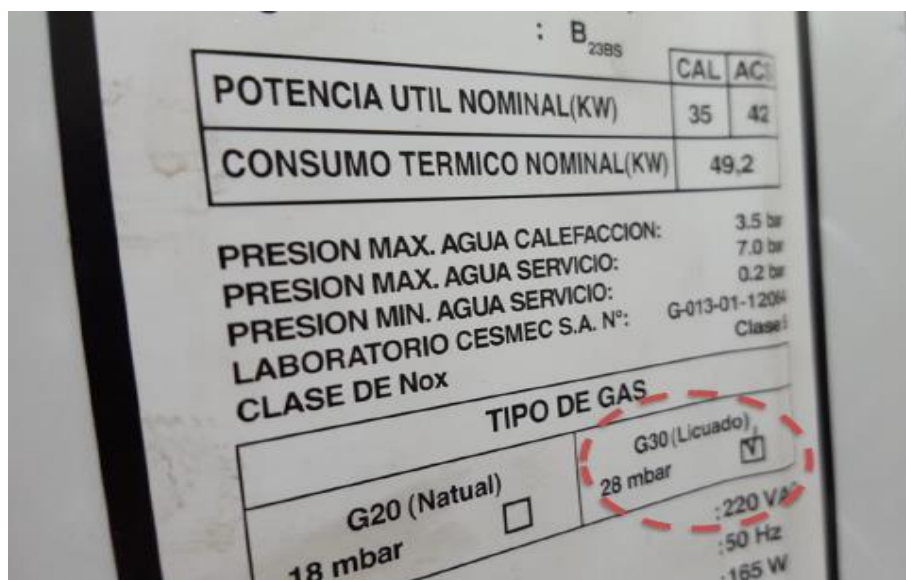 : B23BS
CAL ACS
POTENCIA UTIL NOMINAL(KW) 35 42
CONSUMO TERMICO NOMINAL(KW) 49,2
PRESION MAX. AGUA CALEFACCION: 3.5 bar
PRESION MAX. AGUA SERVICIO: 7.0 bar
PRESION MIN. AGUA SERVICIO: 0.2 bar
LABORATORIO CESMEC S.A. N°: G-013-01-1206
CLASE DE Nox Clase
TIPO DE GAS
G20 (Natual) G30 (Licuado)
18 mbar 28 mbar
:220 VA
:50 Hz
:165 W